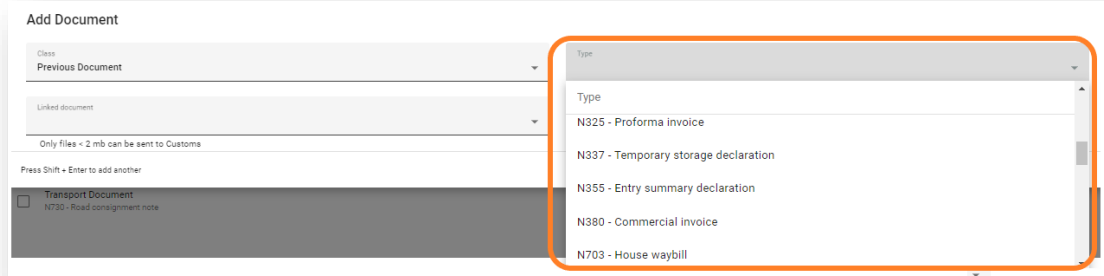 Add Document
Class
Previous Document
Type
Linked document
Only files < 2 mb can be sent to Customs
Press Shift + Enter to add another
Transport Document
N730 - Road consignment note
Type
N325 - Proforma invoice
N337 - Temporary storage declaration
N355 - Entry summary declaration
N380 - Commercial invoice
N703 - House waybill